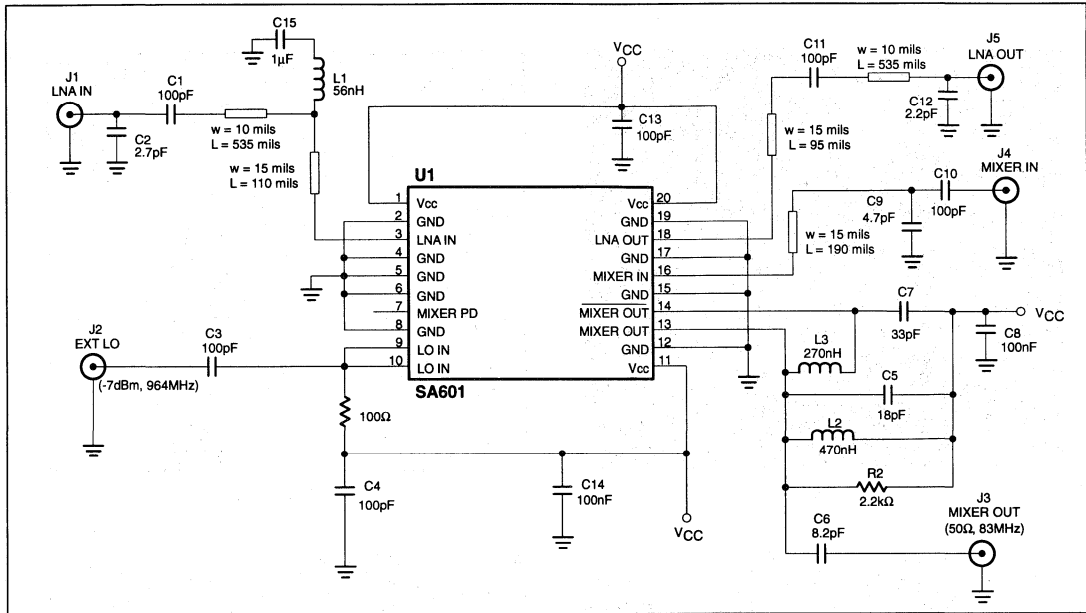 C15
1µF
L1
56nH
J1
LNA IN
C1
100pF
C2
2.7pF
w = 10 mils
L = 535 mils
w = 15 mils
L = 110 mils
VCC
C13
100pF
C11
100pF
w = 10 mils
L = 535 mils
J5
LNA OUT
C12
2.2pF
w = 15 mils
L = 95 mils
J4
MIXER IN
C10
100pF
C9
4.7pF
w = 15 mils
L = 190 mils
U1
1 Vcc Vcc 20
2 GND GND 19
3 LNA IN LNA OUT 18
4 GND GND 17
5 GND MIXER IN 16
6 GND GND 15
7 MIXER PD MIXER OUT 14
8 GND MIXER OUT 13
9 LO IN GND 12
10 LO IN Vcc 11
SA601
J2
EXT LO
(-7dBm, 964MHz)
C3
100pF
100Ω
C4
100pF
C14
100nF
VCC
C7
33pF
VCC
C8
100nF
L3
270nH
C5
18pF
L2
470nH
R2
2.2kΩ
C6
8.2pF
J3
MIXER OUT
(50Ω, 83MHz)